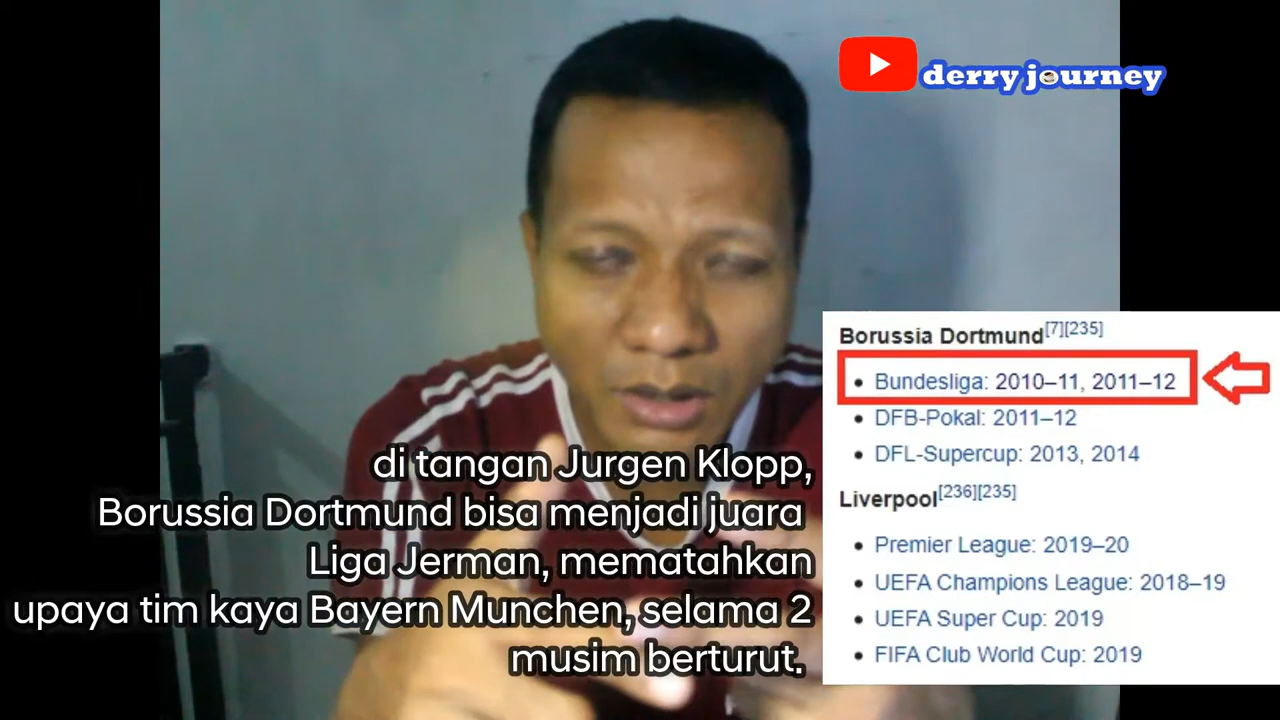 derry journey
di tangan Jurgen Klopp,
Borussia Dortmund bisa menjadi juara
Liga Jerman, mematahkan
upaya tim kaya Bayern Munchen, selama 2
musim berturut.
Borussia Dortmund[7][235]
• Bundesliga: 2010–11, 2011–12
• DFB-Pokal: 2011–12
• DFL-Supercup: 2013, 2014
Liverpool[236][235]
• Premier League: 2019–20
• UEFA Champions League: 2018–19
• UEFA Super Cup: 2019
• FIFA Club World Cup: 2019